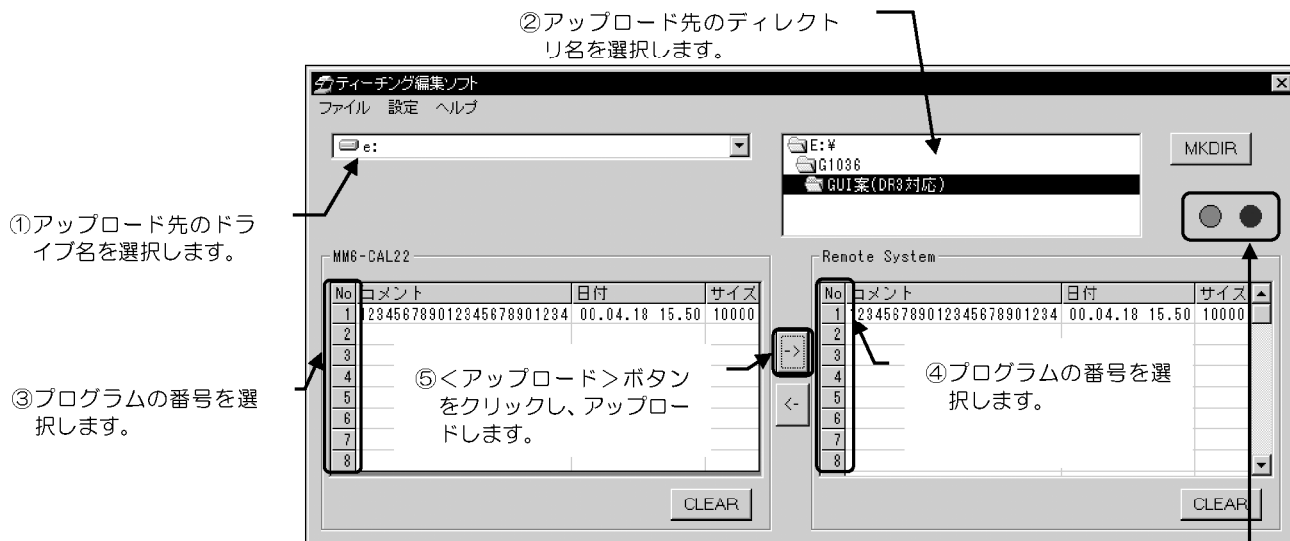 ②アップロード先のディレクト
リ名を選択します。
ティーチング編集ソフト
ファイル 設定 ヘルプ
e:
E:¥
G1036
GUI案(DR3対応)
MKDIR
①アップロード先のドラ
イブ名を選択します。
MM6-CAL22
No コメント 日付 サイズ
1 123456789012345678901234 00.04.18 15.50 10000
2
3
4
5
6
7
8
CLEAR
③プログラムの番号を選
択します。
⑤＜アップロード＞ボタン
をクリックし、アップロー
ドします。
->
<-
Remote System
No コメント 日付 サイズ
1 123456789012345678901234 00.04.18 15.50 10000
2
3
4
5
6
7
8
④プログラムの番号を選
択します。
CLEAR